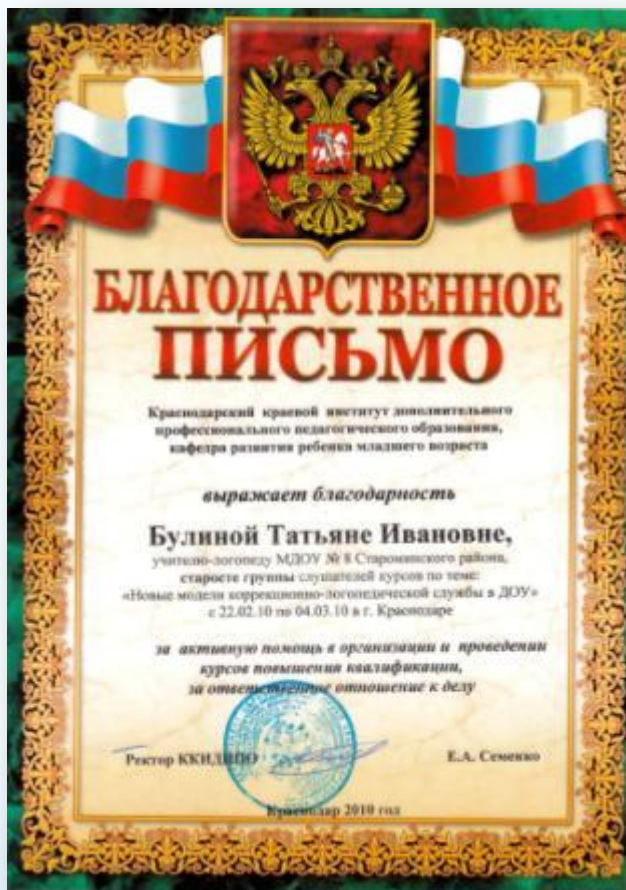 БЛАГОДАРСТВЕННОЕ
ПИСЬМО
Краснодарский краевой институт дополнительного
профессионального педагогического образования,
кафедра развития ребенка младшего возраста
выражает благодарность
Булиной Татьяне Ивановне,
учителю-логопеду МДОУ № 8 Староминского района,
старосте группы слушателей курсов по теме:
«Новые модели коррекционно-логопедической службы в ДОУ»
с 22.02.10 по 04.03.10 в г. Краснодаре
за активную помощь в организации и проведении
курсов повышения квалификации,
за ответственное отношение к делу
Ректор ККИДППО Е.А. Семенко
Краснодар 2010 год